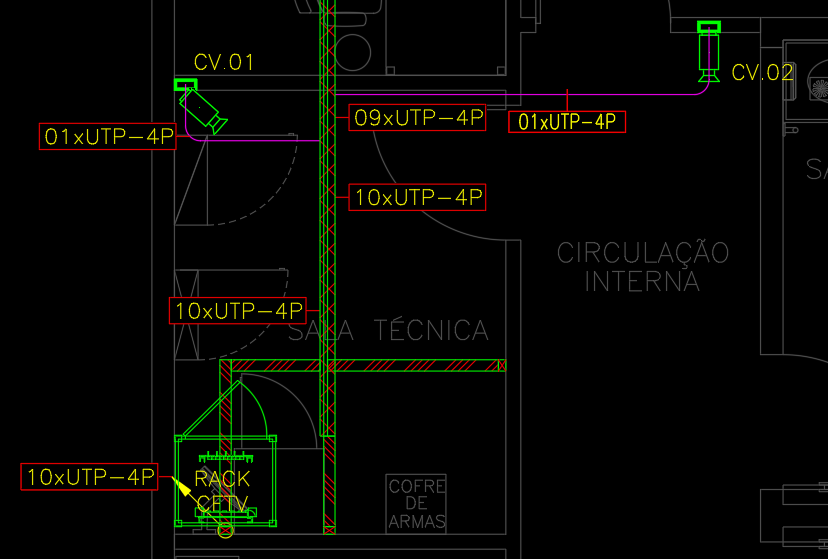 CV.01
CV.02
09xUTP-4P
01xUTP-4P
01xUTP-4P
10xUTP-4P
CIRCULAÇÃO
INTERNA
10xUTP-4P
SALA TÉCNICA
10xUTP-4P
RACK
CFTV
COFRE
DE
ARMAS